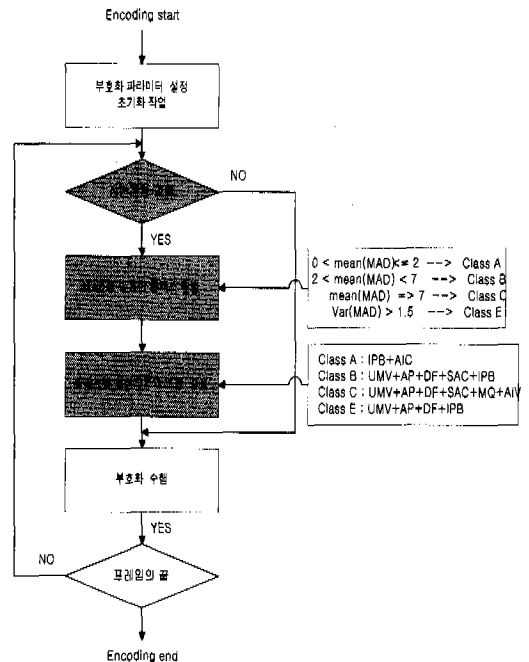 Encoding start
부호화 파라미터 설정
초기화 작업
NO
YES
0 < mean(MAD)<= 2 --> Class A
2 < mean(MAD) < 7 --> Class B
mean(MAD) => 7 --> Class C
Var(MAD) > 1.5 --> Class E
Class A : IPB+AIC
Class B : UMV+AP+DF+SAC+IPB
Class C : UMV+AP+DF+SAC+MQ+AIV
Class E : UMV+AP+DF+IPB
부호화 수행
YES
NO
프레임의 끝
Encoding end